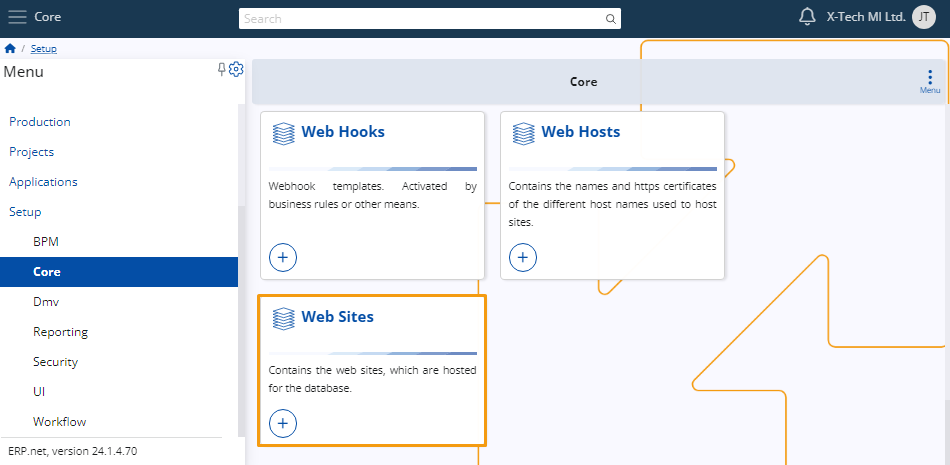 Core
Search
X-Tech MI Ltd.
JT
/ Setup
Menu
Production
Projects
Applications
Setup
BPM
Core
Dmv
Reporting
Security
UI
Workflow
ERP.net, version 24.1.4.70
Core
Menu
Web Hooks
Webhook templates. Activated by
business rules or other means.
Web Hosts
Contains the names and https certificates
of the different host names used to host
sites.
Web Sites
Contains the web sites, which are hosted
for the database.